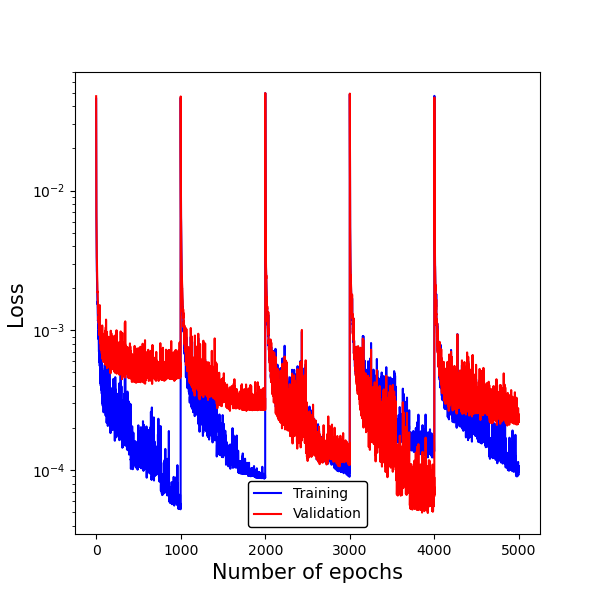 10⁻²
10⁻³
10⁻⁴
Loss
Training
Validation
0 1000 2000 3000 4000 5000
Number of epochs